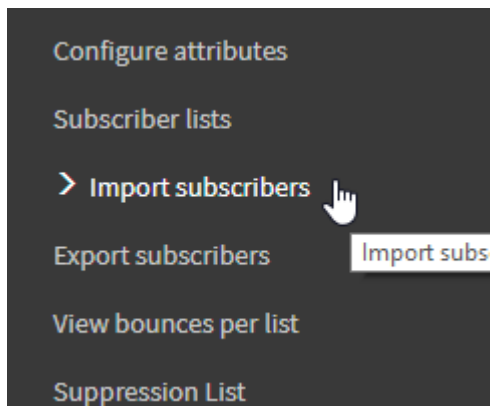 Configure attributes
Subscriber lists
> Import subscribers
Export subscribers
Import subs
View bounces per list
Suppression List